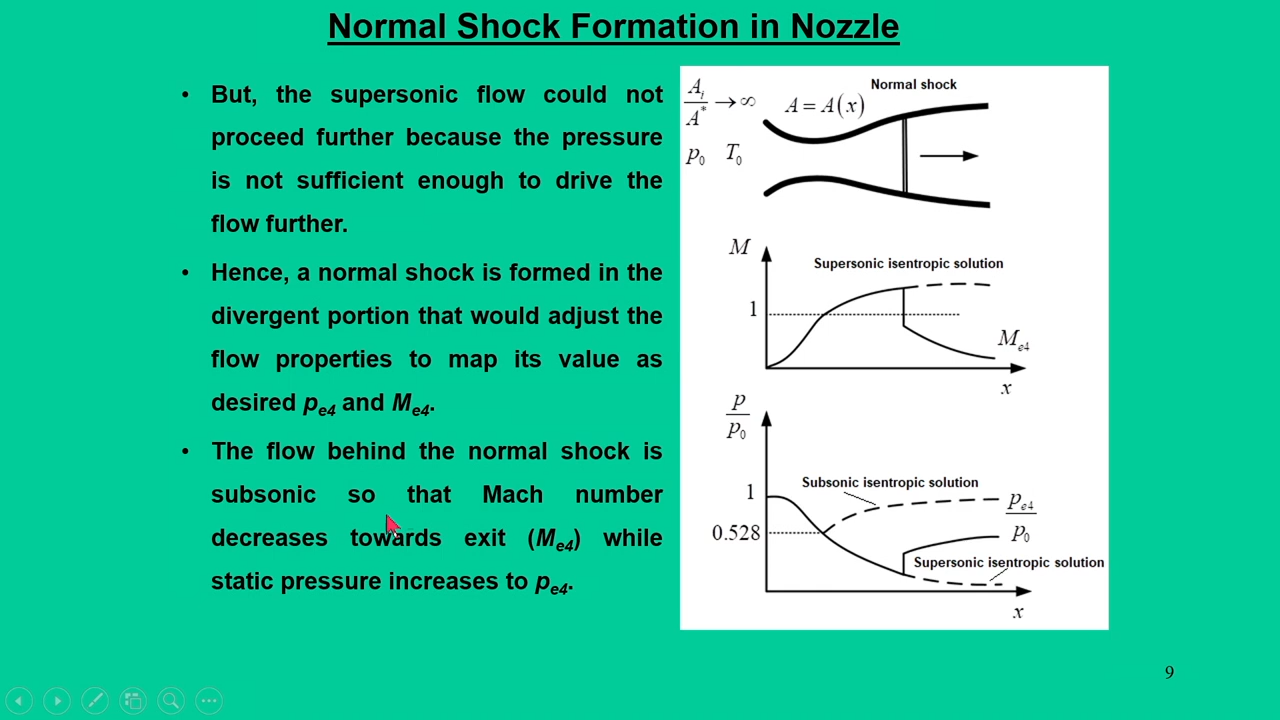 Normal Shock Formation in Nozzle
• But, the supersonic flow could not
proceed further because the pressure
is not sufficient enough to drive the
flow further.
• Hence, a normal shock is formed in the
divergent portion that would adjust the
flow properties to map its value as
desired pe4 and Me4.
• The flow behind the normal shock is
subsonic so that Mach number
decreases towards exit (Me4) while
static pressure increases to pe4.
Normal shock
Ai/A* → ∞ A = A(x)
p0 T0
M
Supersonic isentropic solution
1
Me4
x
p/p0
Subsonic isentropic solution
1
pe4/p0
0.528
Supersonic isentropic solution
x
9